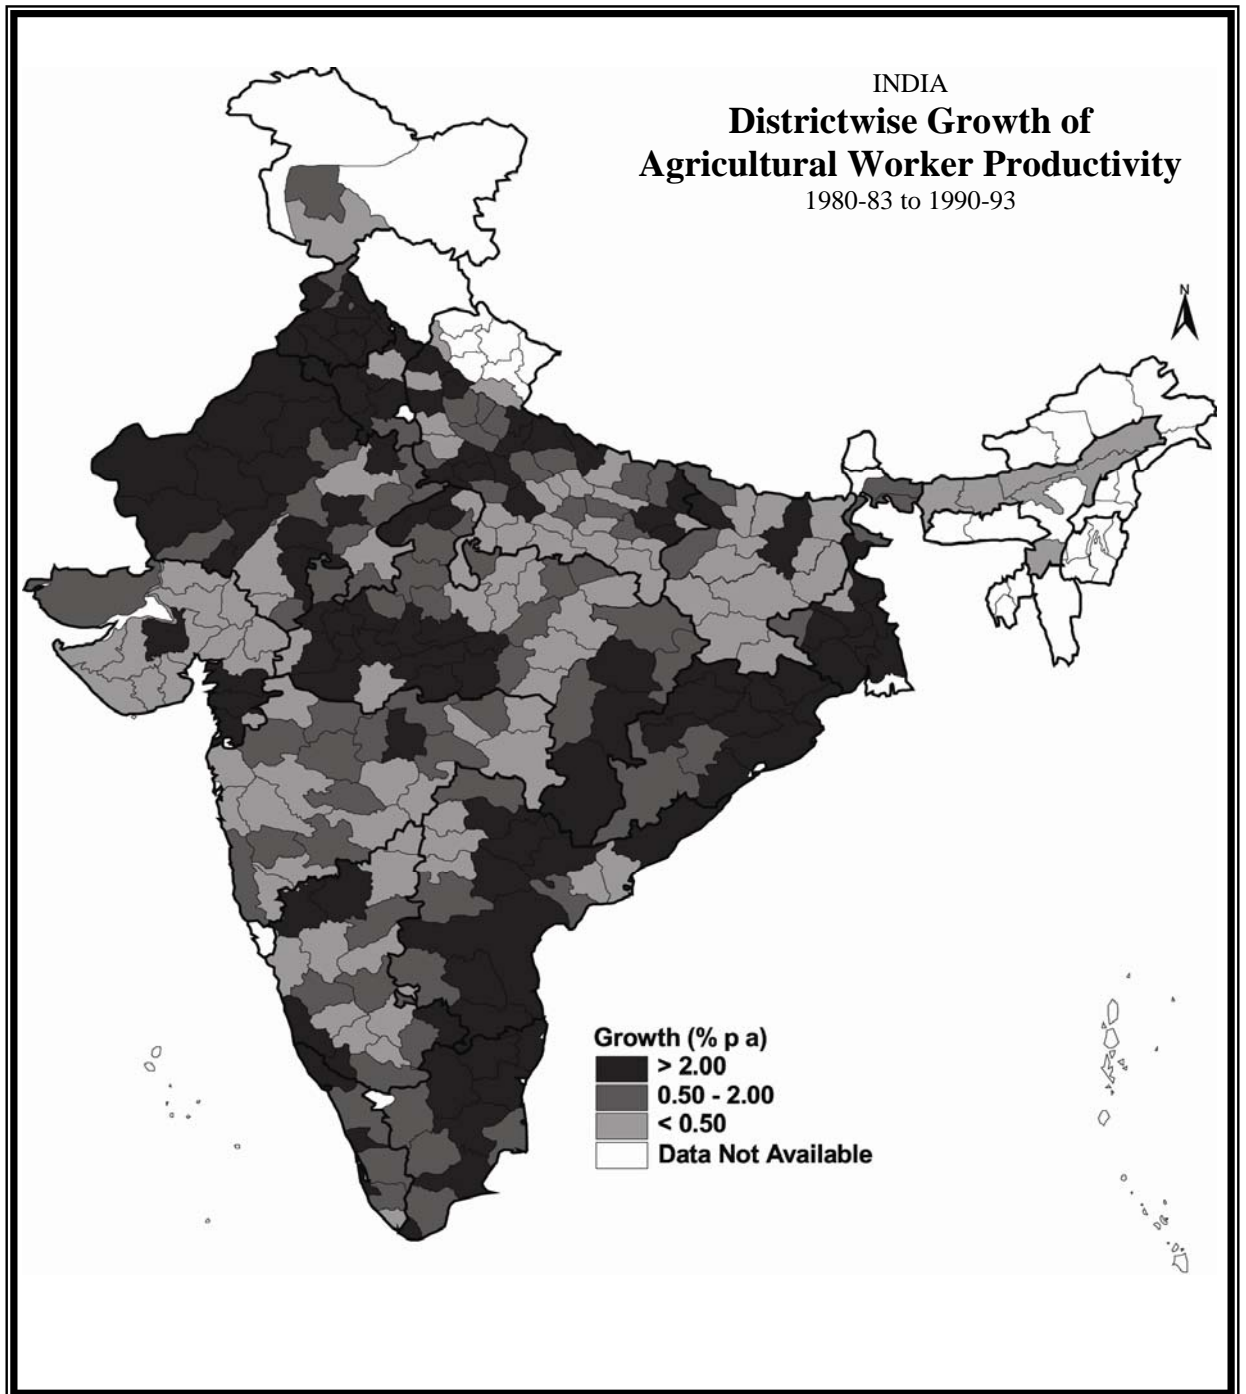 INDIA
Districtwise Growth of
Agricultural Worker Productivity
1980-83 to 1990-93
N
Growth (% p a)
> 2.00
0.50 - 2.00
< 0.50
Data Not Available